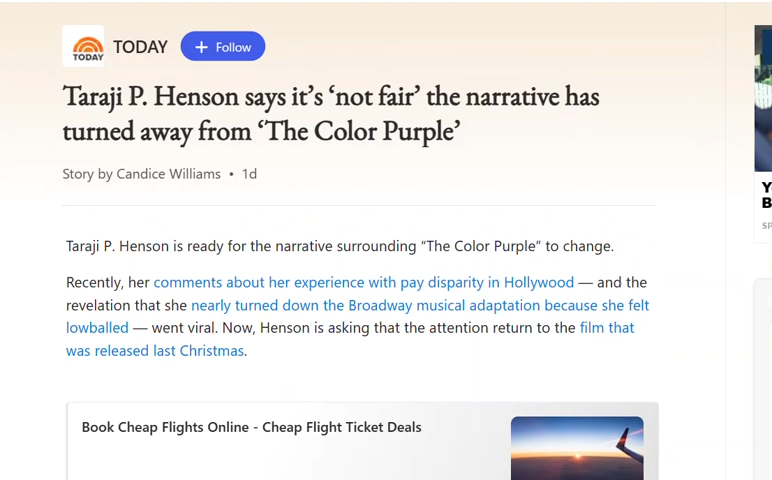 TODAY
TODAY
+ Follow
Taraji P. Henson says it’s ‘not fair’ the narrative has
turned away from ‘The Color Purple’
Story by Candice Williams • 1d
Taraji P. Henson is ready for the narrative surrounding “The Color Purple” to change.
Recently, her comments about her experience with pay disparity in Hollywood — and the
revelation that she nearly turned down the Broadway musical adaptation because she felt
lowballed — went viral. Now, Henson is asking that the attention return to the film that
was released last Christmas.
Book Cheap Flights Online - Cheap Flight Ticket Deals
Y
B
SP